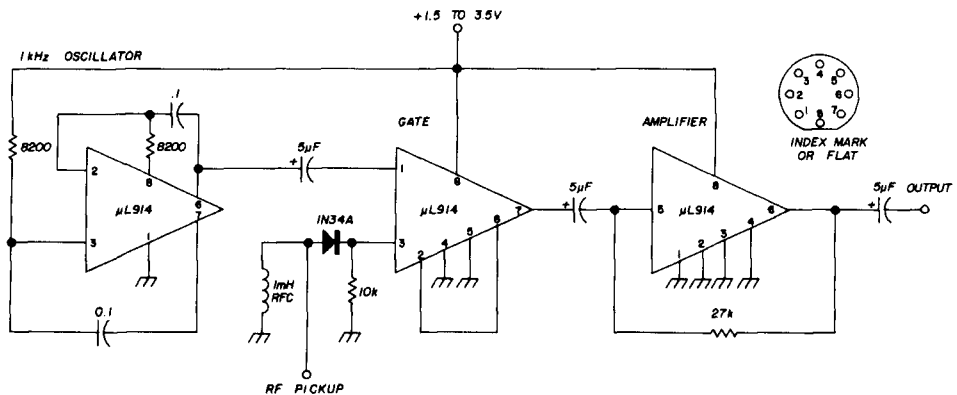 +1.5 TO 3.5V
1 kHz OSCILLATOR
8200
.1
8200
2
8
μL914
6
7
3
1
0.1
5μF
+
GATE
1
8
μL914
7
3
2
4
5
6
1N34A
1mH
RFC
10k
RF PICKUP
5μF
+
AMPLIFIER
5
8
μL914
6
1
2
3
4
27k
5μF
+
OUTPUT
4
3
5
2
6
1
8
7
INDEX MARK
OR FLAT